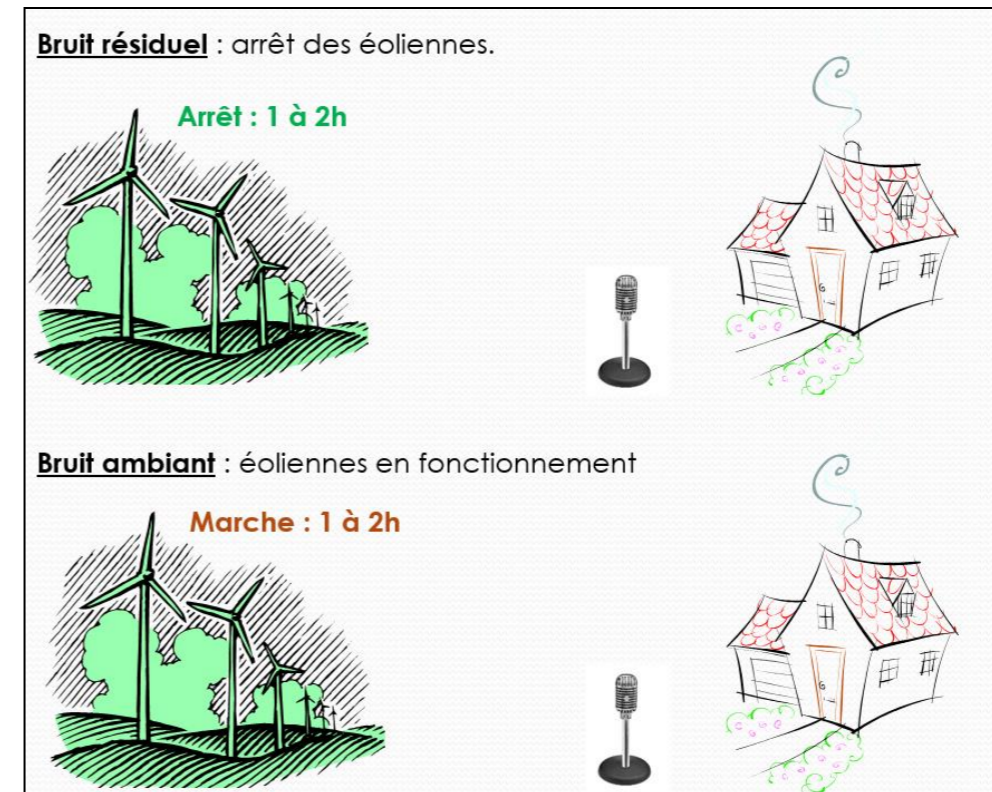 Bruit résiduel : arrêt des éoliennes.
Arrêt : 1 à 2h
Bruit ambiant : éoliennes en fonctionnement
Marche : 1 à 2h